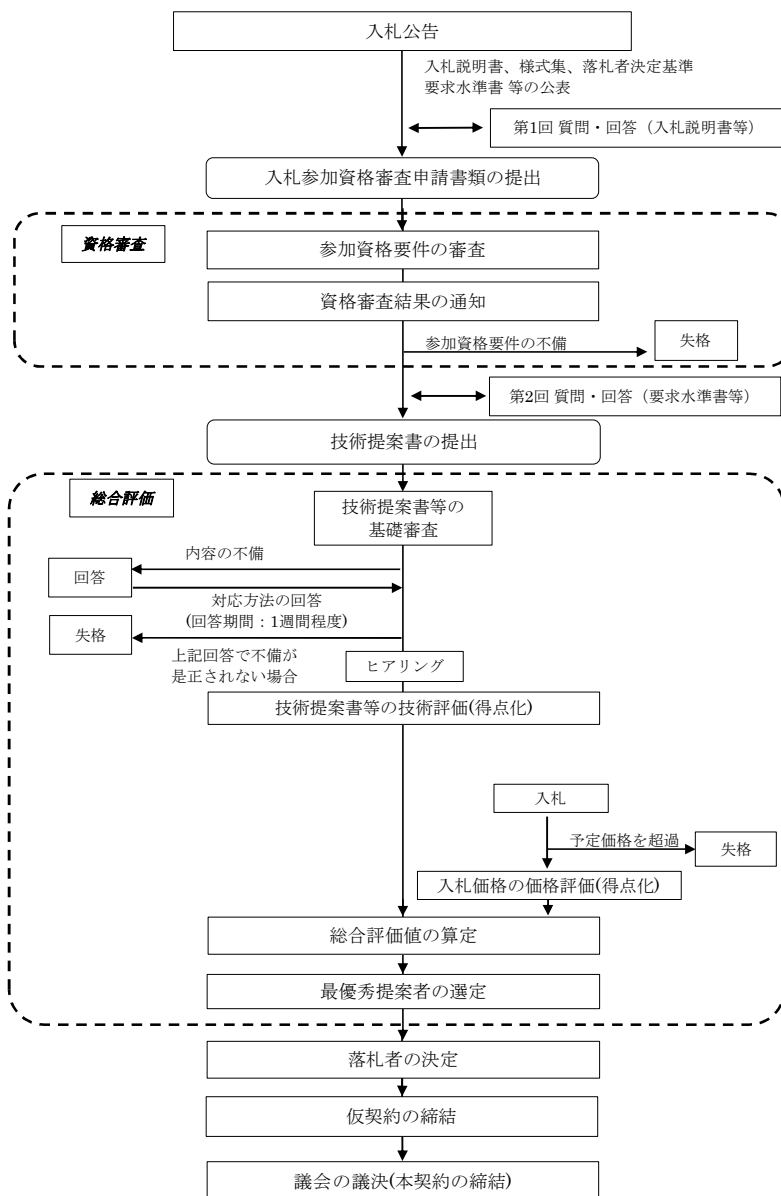 入札公告
入札説明書、様式集、落札者決定基準
要求水準書 等の公表
第1回 質問・回答（入札説明書等）
入札参加資格審査申請書類の提出
資格審査
参加資格要件の審査
資格審査結果の通知
参加資格要件の不備
失格
第2回 質問・回答（要求水準書等）
技術提案書の提出
総合評価
技術提案書等の
基礎審査
内容の不備
回答
対応方法の回答
(回答期間：1週間程度)
失格
上記回答で不備が
是正されない場合
ヒアリング
技術提案書等の技術評価(得点化)
入札
予定価格を超過
失格
入札価格の価格評価(得点化)
総合評価値の算定
最優秀提案者の選定
落札者の決定
仮契約の締結
議会の議決(本契約の締結)